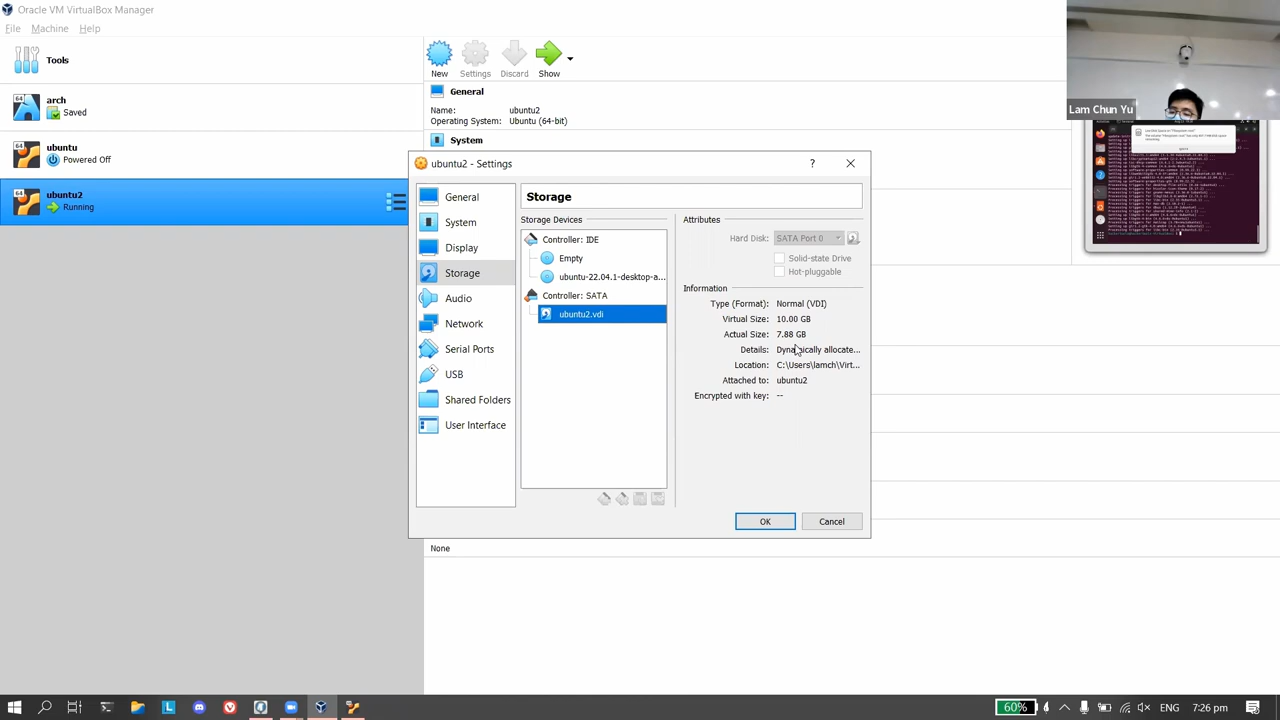 Oracle VM VirtualBox Manager
File Machine Help
Tools
64
arch
Saved
64
ubuntu
Powered Off
64
ubuntu2
Running
New Settings Discard Show
General
Name: ubuntu2
Operating System: Ubuntu (64-bit)
System
Lam Chun Yu
ubuntu2 - Settings
?
General
System
Display
Storage
Audio
Network
Serial Ports
USB
Shared Folders
User Interface
Storage
Storage Devices
Controller: IDE
Empty
ubuntu-22.04.1-desktop-a...
Controller: SATA
ubuntu2.vdi
Attributes
Hard Disk: SATA Port 0
Solid-state Drive
Hot-pluggable
Information
Type (Format): Normal (VDI)
Virtual Size: 10.00 GB
Actual Size: 7.88 GB
Details: Dynamically allocate...
Location: C:\Users\lamch\Virt...
Attached to: ubuntu2
Encrypted with key: --
OK Cancel
None
60% ENG 7:26 pm